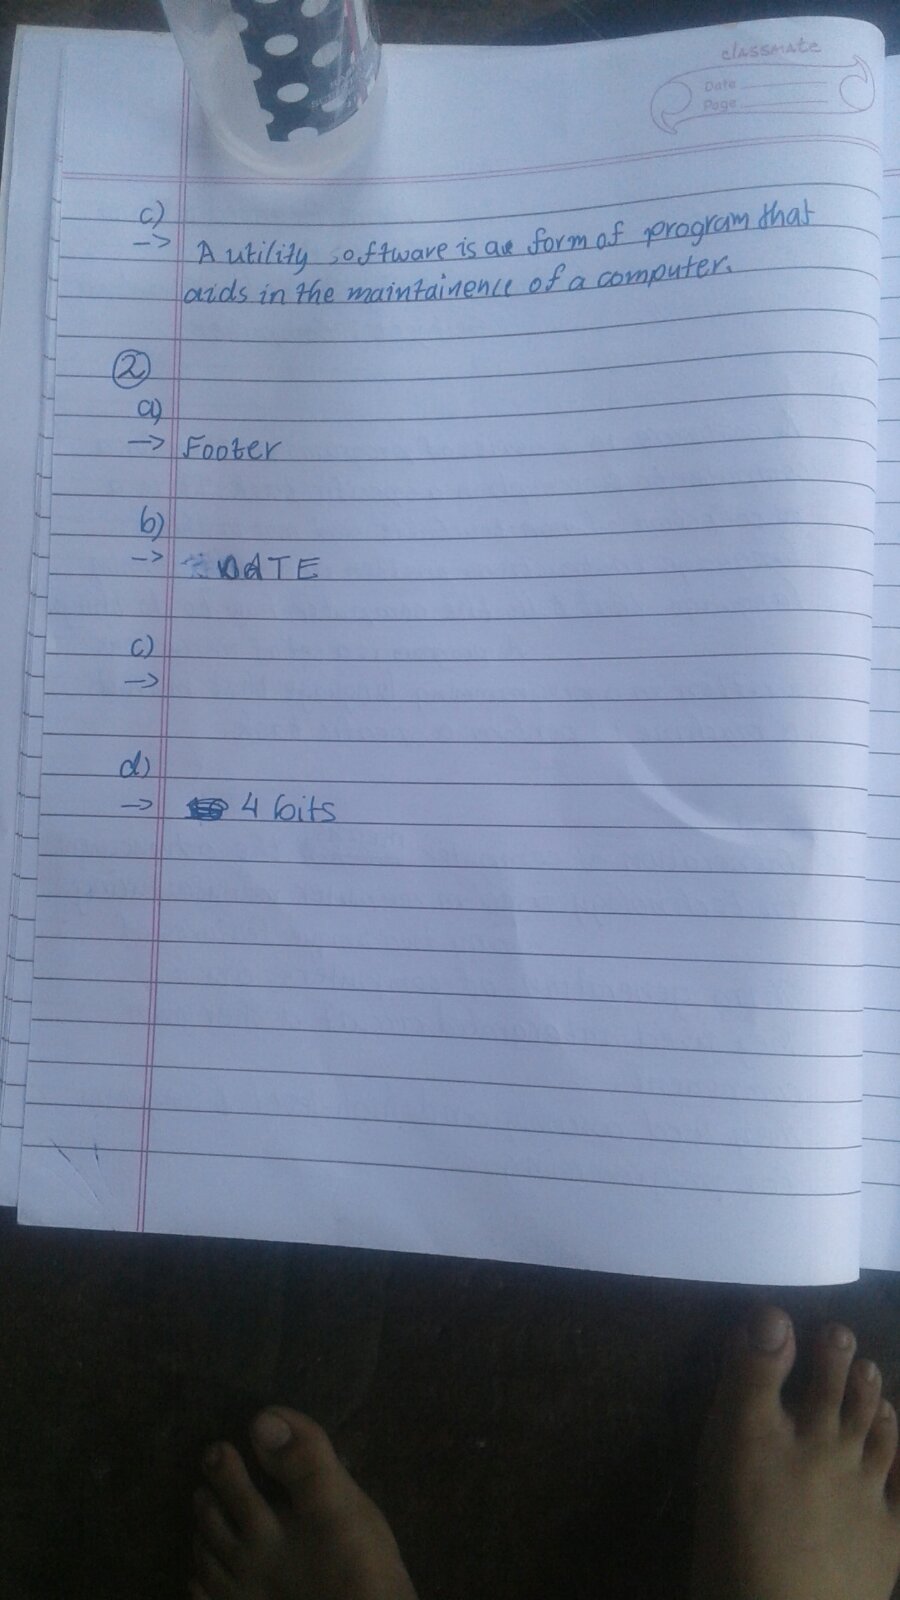 classmate
Date
Page
c)
→ A utility software is a form of program that
aids in the maintainence of a computer.
②
a)
→ Footer
b)
→ DATE
c)
→
d)
→ 4 bits